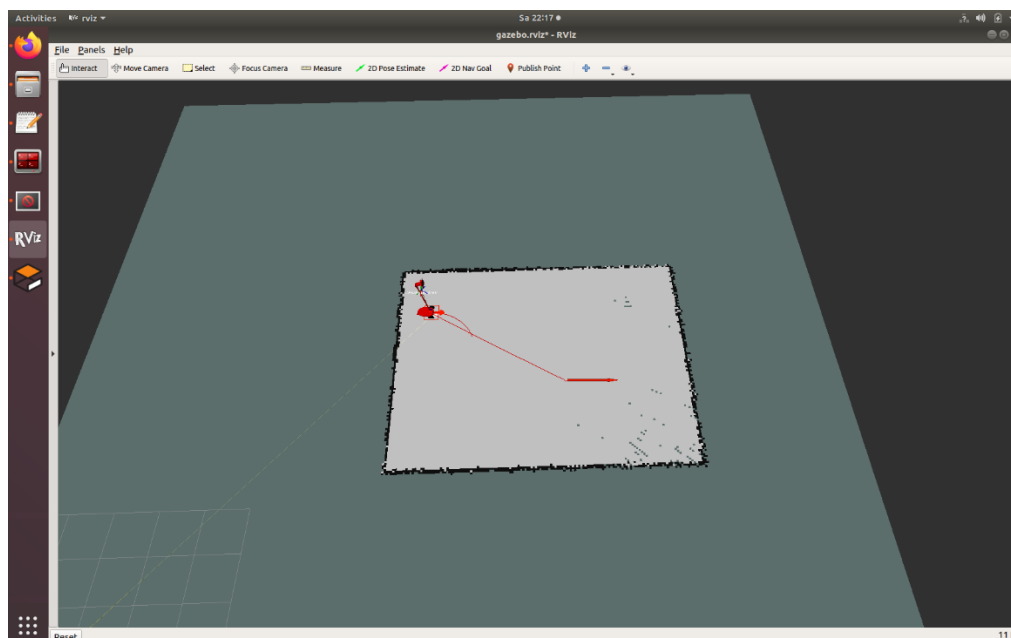 Activities rviz Sa 22:17
gazebo.rviz* - RViz
File Panels Help
Interact Move Camera Select Focus Camera Measure 2D Pose Estimate 2D Nav Goal Publish Point
RViz
Reset 11